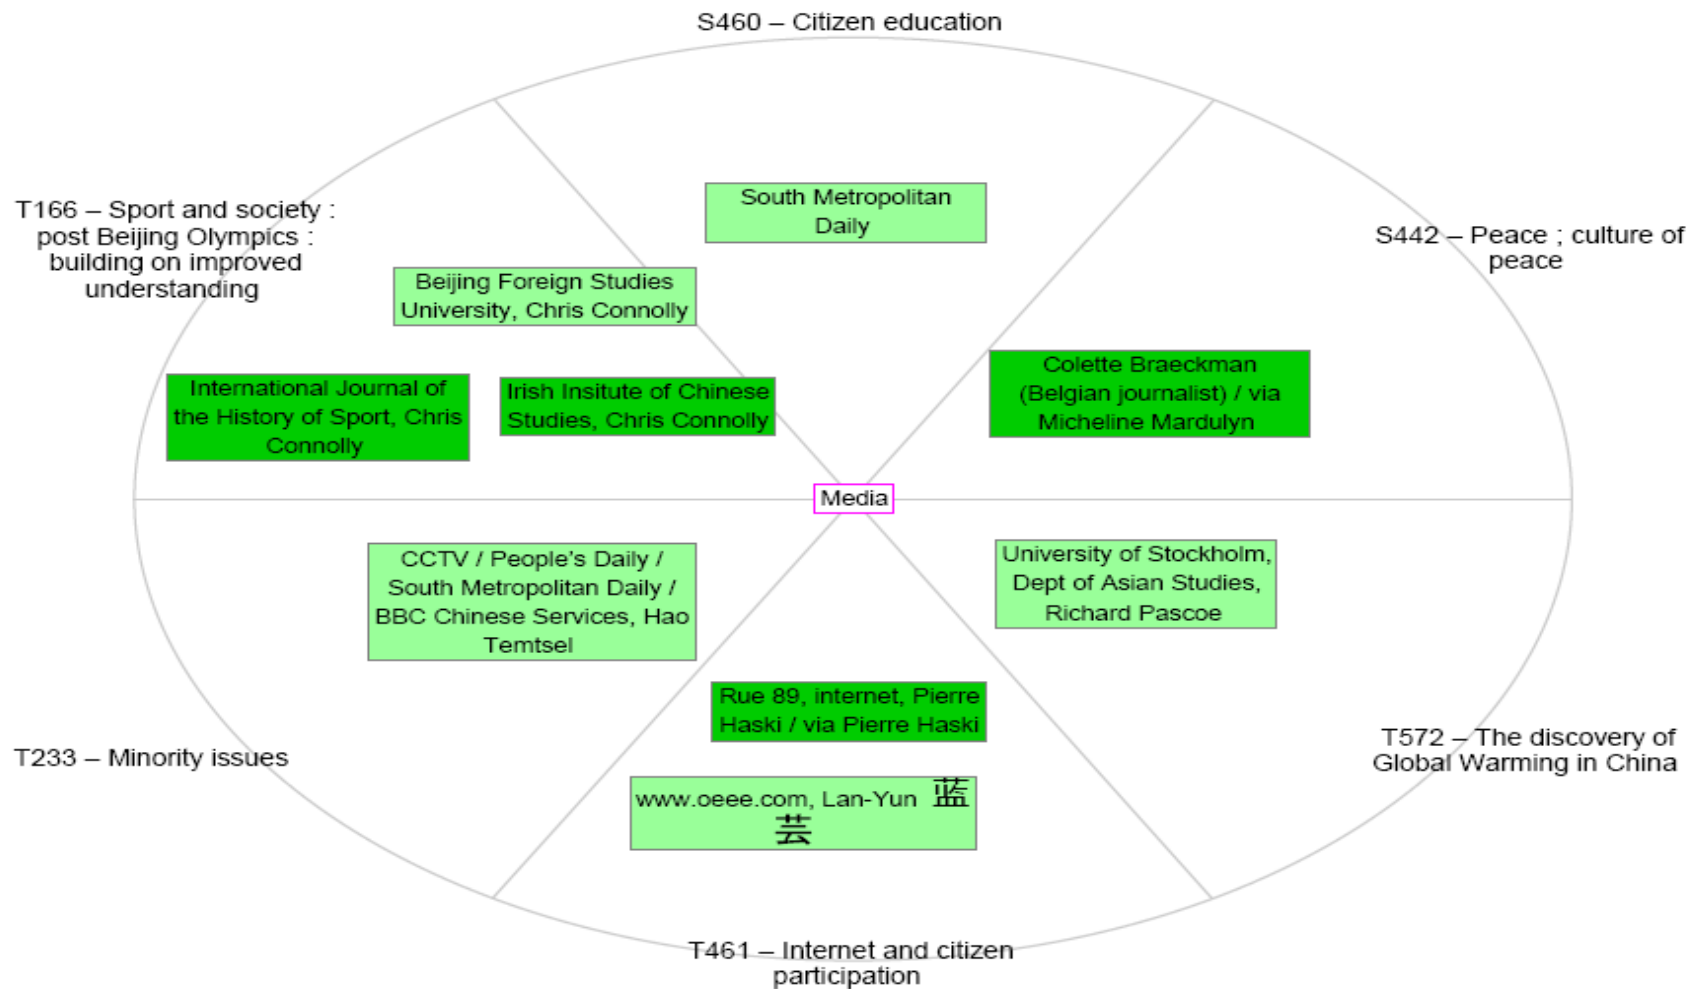 S460 – Citizen education
South Metropolitan
Daily
T166 – Sport and society :
post Beijing Olympics :
building on improved
understanding
S442 – Peace ; culture of
peace
Beijing Foreign Studies
University, Chris Connolly
Colette Braeckman
(Belgian journalist) / via
Micheline Mardulyn
International Journal of
the History of Sport, Chris
Connolly
Irish Insitute of Chinese
Studies, Chris Connolly
Media
CCTV / People's Daily /
South Metropolitan Daily /
BBC Chinese Services, Hao
Temtsel
University of Stockholm,
Dept of Asian Studies,
Richard Pascoe
Rue 89, internet, Pierre
Haski / via Pierre Haski
T233 – Minority issues
T572 – The discovery of
Global Warming in China
www.oeee.com, Lan-Yun 蓝
芸
T461 – Internet and citizen
participation